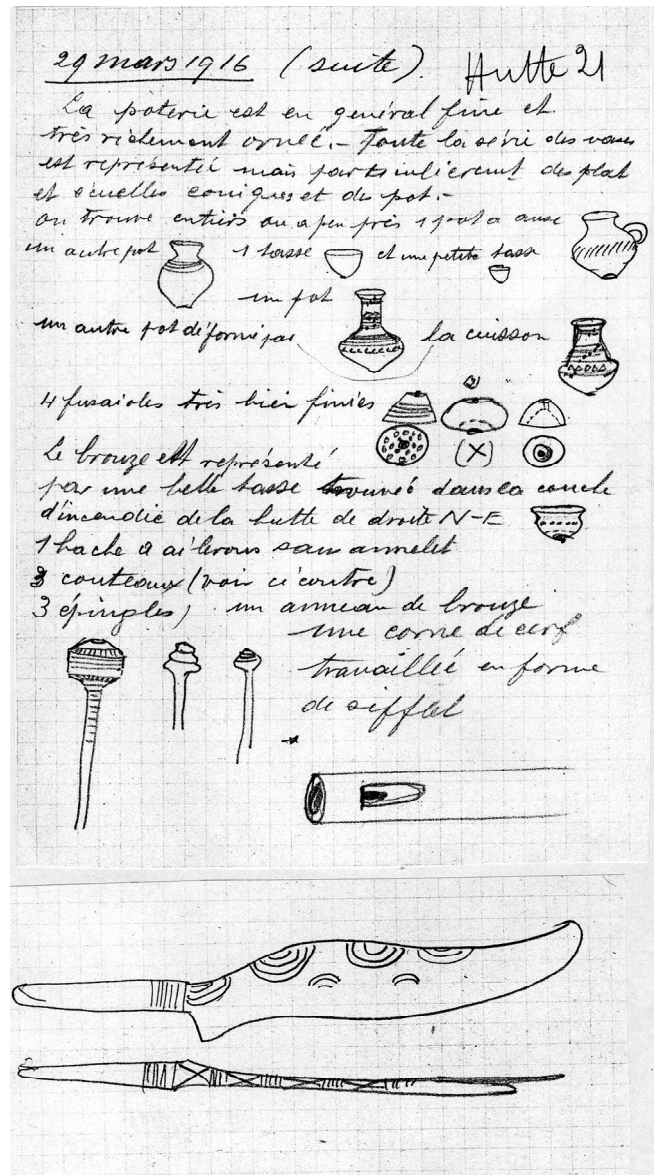 29 mars 1916 (suite). Hutte 21
La poterie est en général fine et
très richement ornée. - Toute la série des vases
est représentée mais particulièrement des plat
et écuelles coniques et des pot. -
on trouve entiers ou a peu près 1 pot a anse
un autre pot 1 tasse et une petite tasse
un pot
un autre pot déformé par la cuisson
4 fusaioles très bien finies
Le bronze est représenté
par une belle tasse trouvée dans la couche
d'incendie de la hutte de droite N-E
1 hache a ailerons sans annelet
3 couteaux (voir ci contre)
3 épingles, un anneau de bronze
une corne de cerf
travaillée en forme
de sifflet